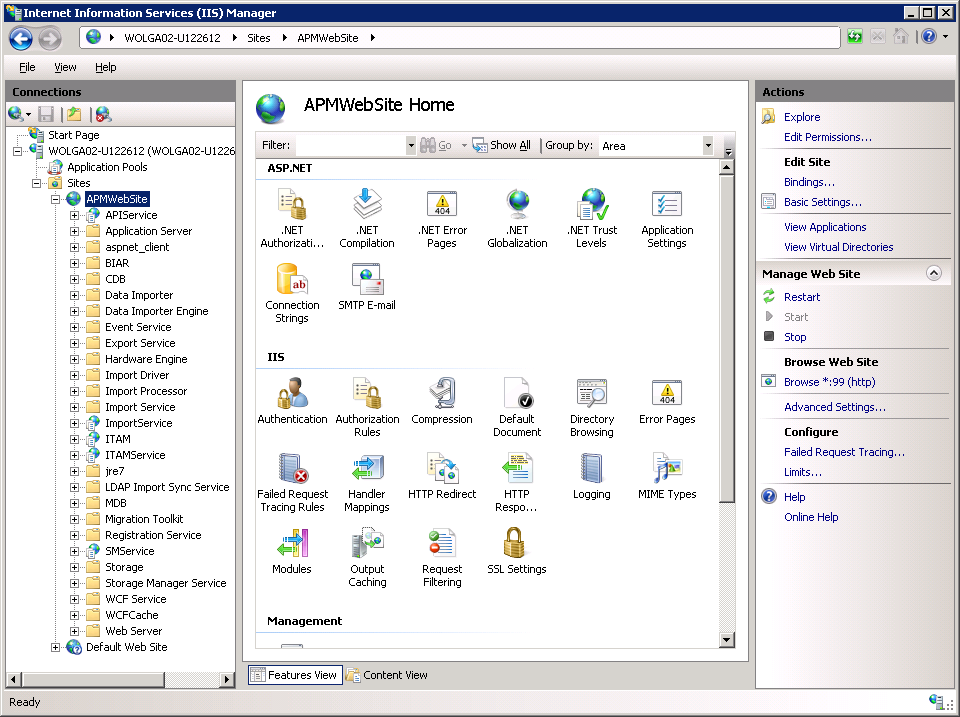 Internet Information Services (IIS) Manager
WOLGA02-U122612 Sites APMWebSite
File View Help
Connections
Start Page
WOLGA02-U122612 (WOLGA02-U1226
Application Pools
Sites
APMWebSite
APIService
Application Server
aspnet_client
BIAR
CDB
Data Importer
Data Importer Engine
Event Service
Export Service
Hardware Engine
Import Driver
Import Processor
Import Service
ImportService
ITAM
ITAMService
jre7
LDAP Import Sync Service
MDB
Migration Toolkit
Registration Service
SMService
Storage
Storage Manager Service
WCF Service
WCFCache
Web Server
Default Web Site
APMWebSite Home
Filter: Go Show All Group by: Area
ASP.NET
.NET Authorizati...
.NET Compilation
.NET Error Pages
.NET Globalization
.NET Trust Levels
Application Settings
Connection Strings
SMTP E-mail
IIS
Authentication
Authorization Rules
Compression
Default Document
Directory Browsing
Error Pages
Failed Request Tracing Rules
Handler Mappings
HTTP Redirect
HTTP Respo...
Logging
MIME Types
Modules
Output Caching
Request Filtering
SSL Settings
Management
Features View Content View
Actions
Explore
Edit Permissions...
Edit Site
Bindings...
Basic Settings...
View Applications
View Virtual Directories
Manage Web Site
Restart
Start
Stop
Browse Web Site
Browse *:99 (http)
Advanced Settings...
Configure
Failed Request Tracing...
Limits...
Help
Online Help
Ready